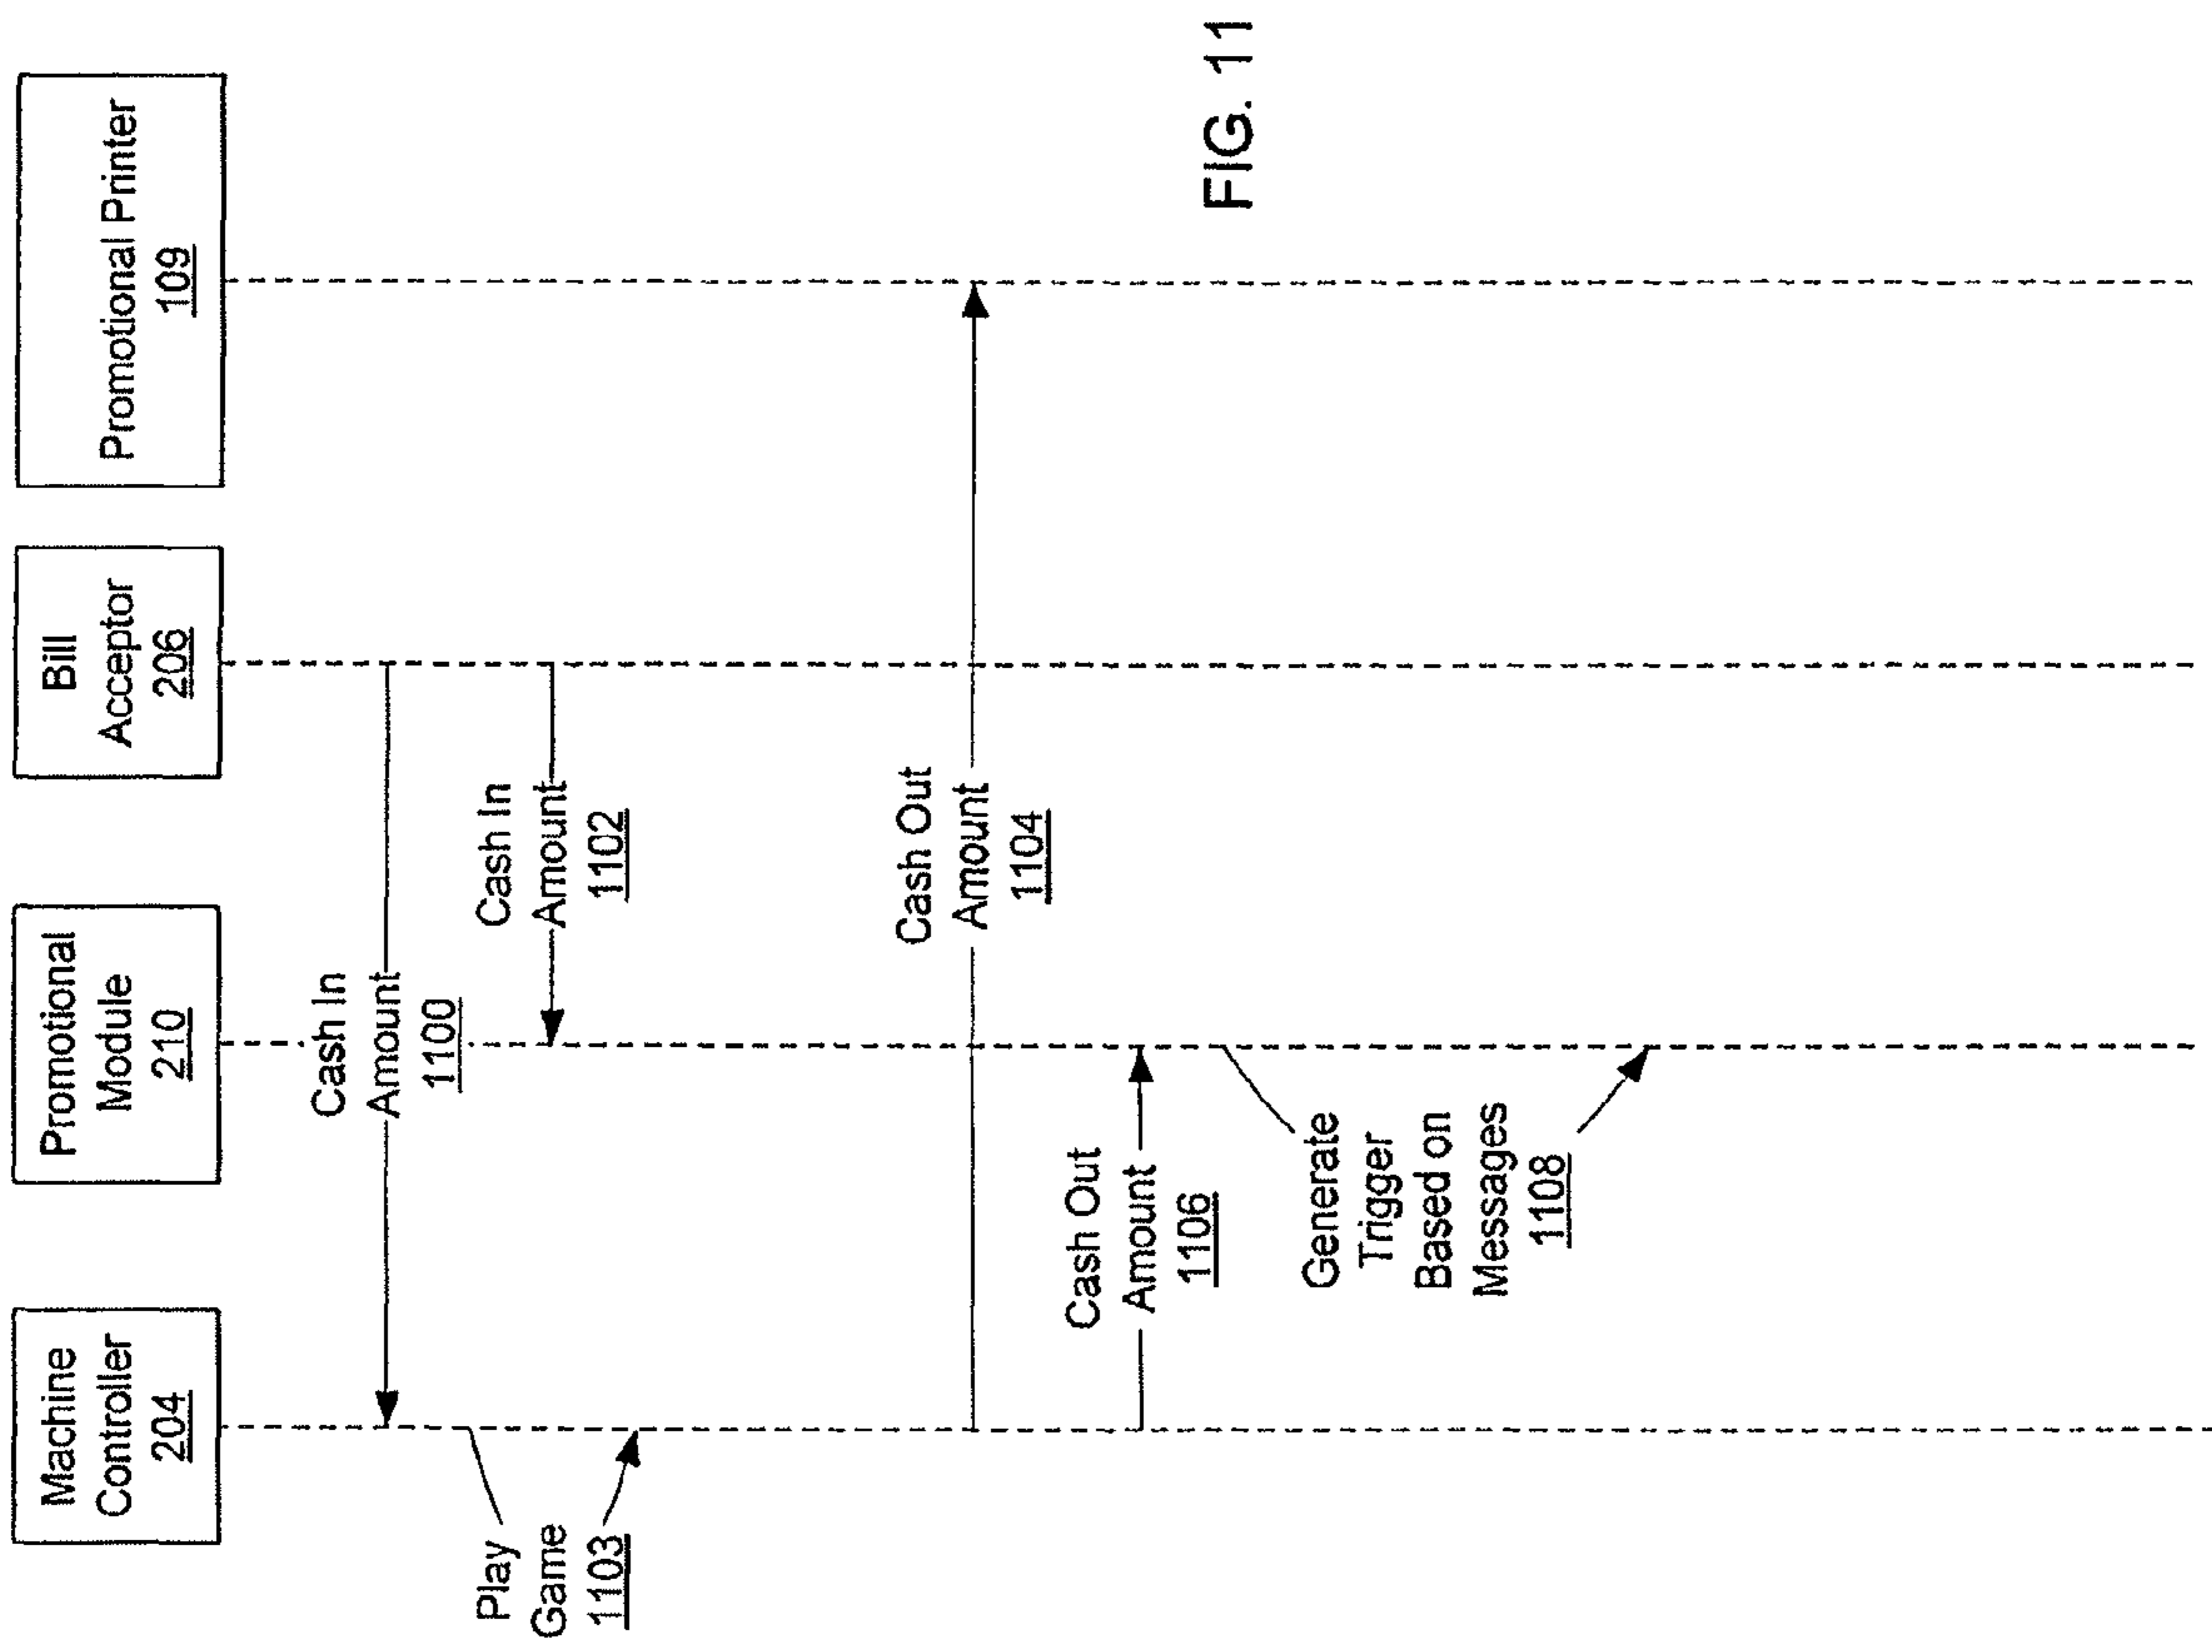 Machine
Controller
204
Promotional
Module
210
Bill
Acceptor
206
Promotional Printer
109
Cash In
Amount
1100
Cash In
Amount
1102
Play
Game
1103
Cash Out
Amount
1104
Cash Out
Amount
1106
Generate
Trigger
Based on
Messages
1108
FIG. 11